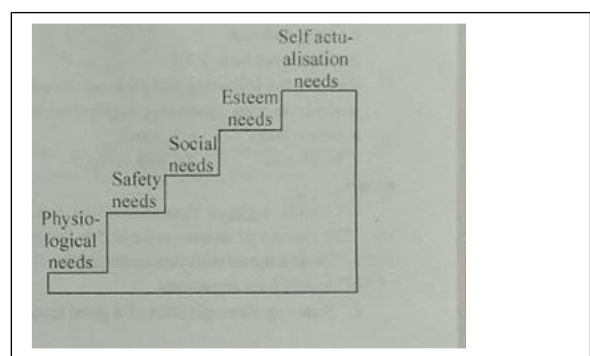 Self actu-
alisation
needs
Esteem
needs
Social
needs
Safety
needs
Physio-
logical
needs